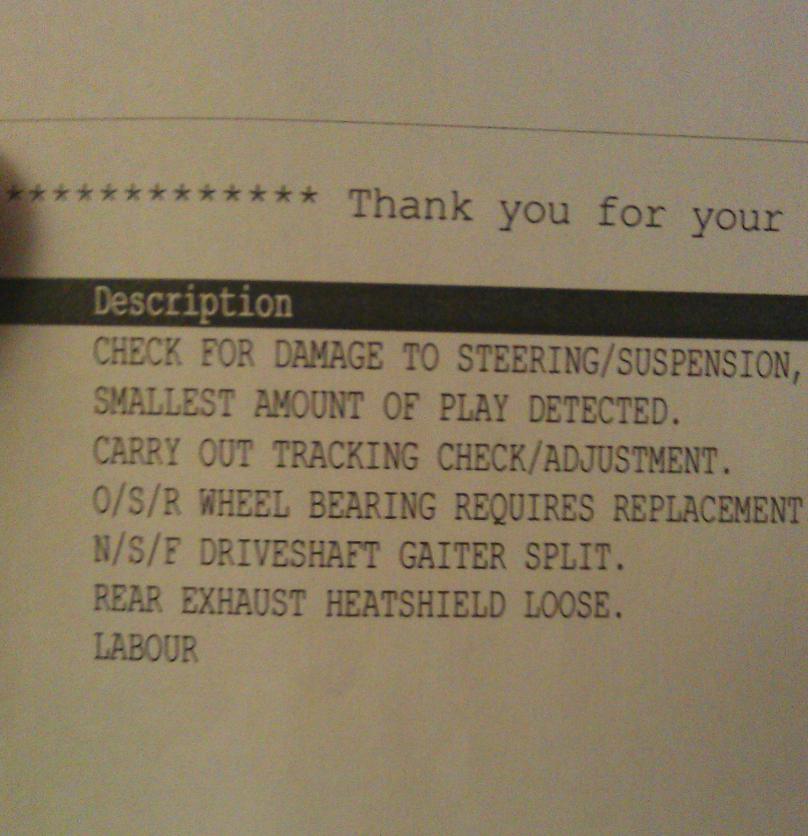 ************* Thank you for your
Description
CHECK FOR DAMAGE TO STEERING/SUSPENSION,
SMALLEST AMOUNT OF PLAY DETECTED.
CARRY OUT TRACKING CHECK/ADJUSTMENT.
O/S/R WHEEL BEARING REQUIRES REPLACEMENT
N/S/F DRIVESHAFT GAITER SPLIT.
REAR EXHAUST HEATSHIELD LOOSE.
LABOUR